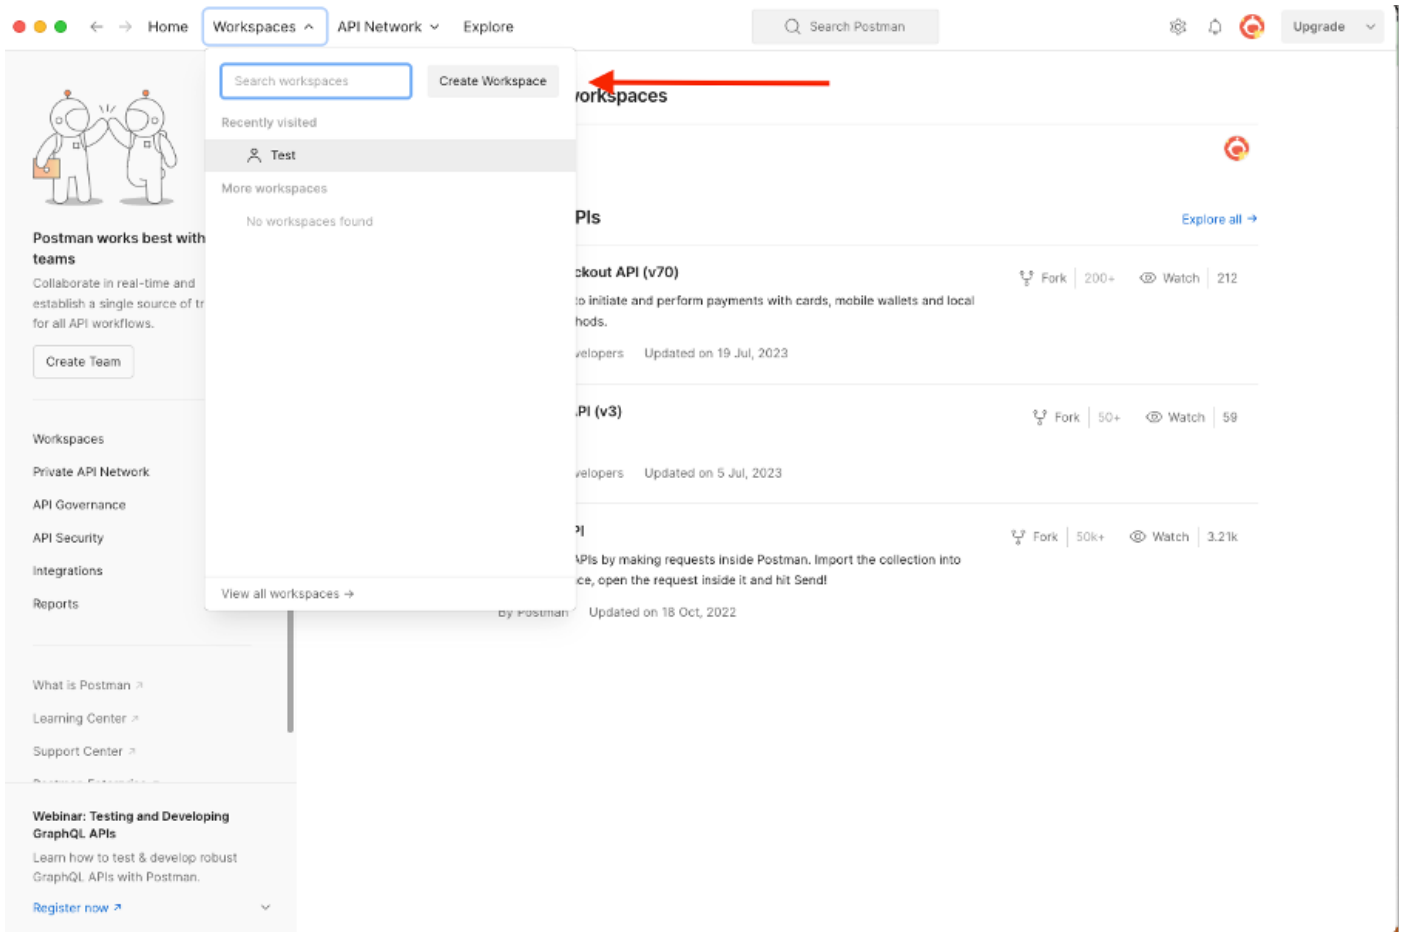 Home
Workspaces
API Network
Explore
Search Postman
Upgrade
Search workspaces
Create Workspace
Recently visited
Test
More workspaces
No workspaces found
View all workspaces →
Postman works best with
teams
Collaborate in real-time and
establish a single source of tr
for all API workflows.
Create Team
Workspaces
Private API Network
API Governance
API Security
Integrations
Reports
What is Postman
Learning Center
Support Center
Webinar: Testing and Developing
GraphQL APIs
Learn how to test & develop robust
GraphQL APIs with Postman.
Register now
orkspaces
PIs
Explore all →
ckout API (v70)
Fork 200+ Watch 212
to initiate and perform payments with cards, mobile wallets and local
hods.
velopers Updated on 19 Jul, 2023
PI (v3)
Fork 50+ Watch 59
velopers Updated on 5 Jul, 2023
PI
Fork 50k+ Watch 3.21k
APIs by making requests inside Postman. Import the collection into
ce, open the request inside it and hit Send!
By Postman Updated on 18 Oct, 2022